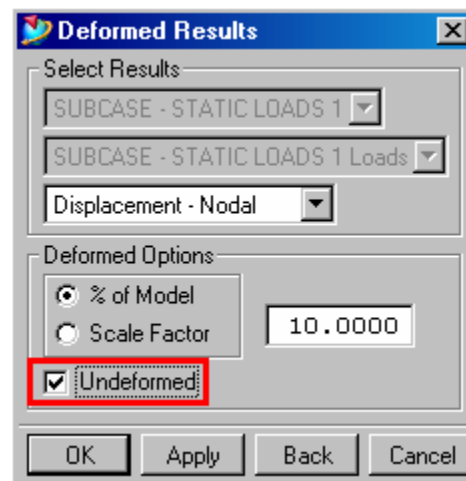 Deformed Results
Select Results
SUBCASE - STATIC LOADS 1
SUBCASE - STATIC LOADS 1 Loads
Displacement - Nodal
Deformed Options
% of Model
10.0000
Scale Factor
Undeformed
OK Apply Back Cancel